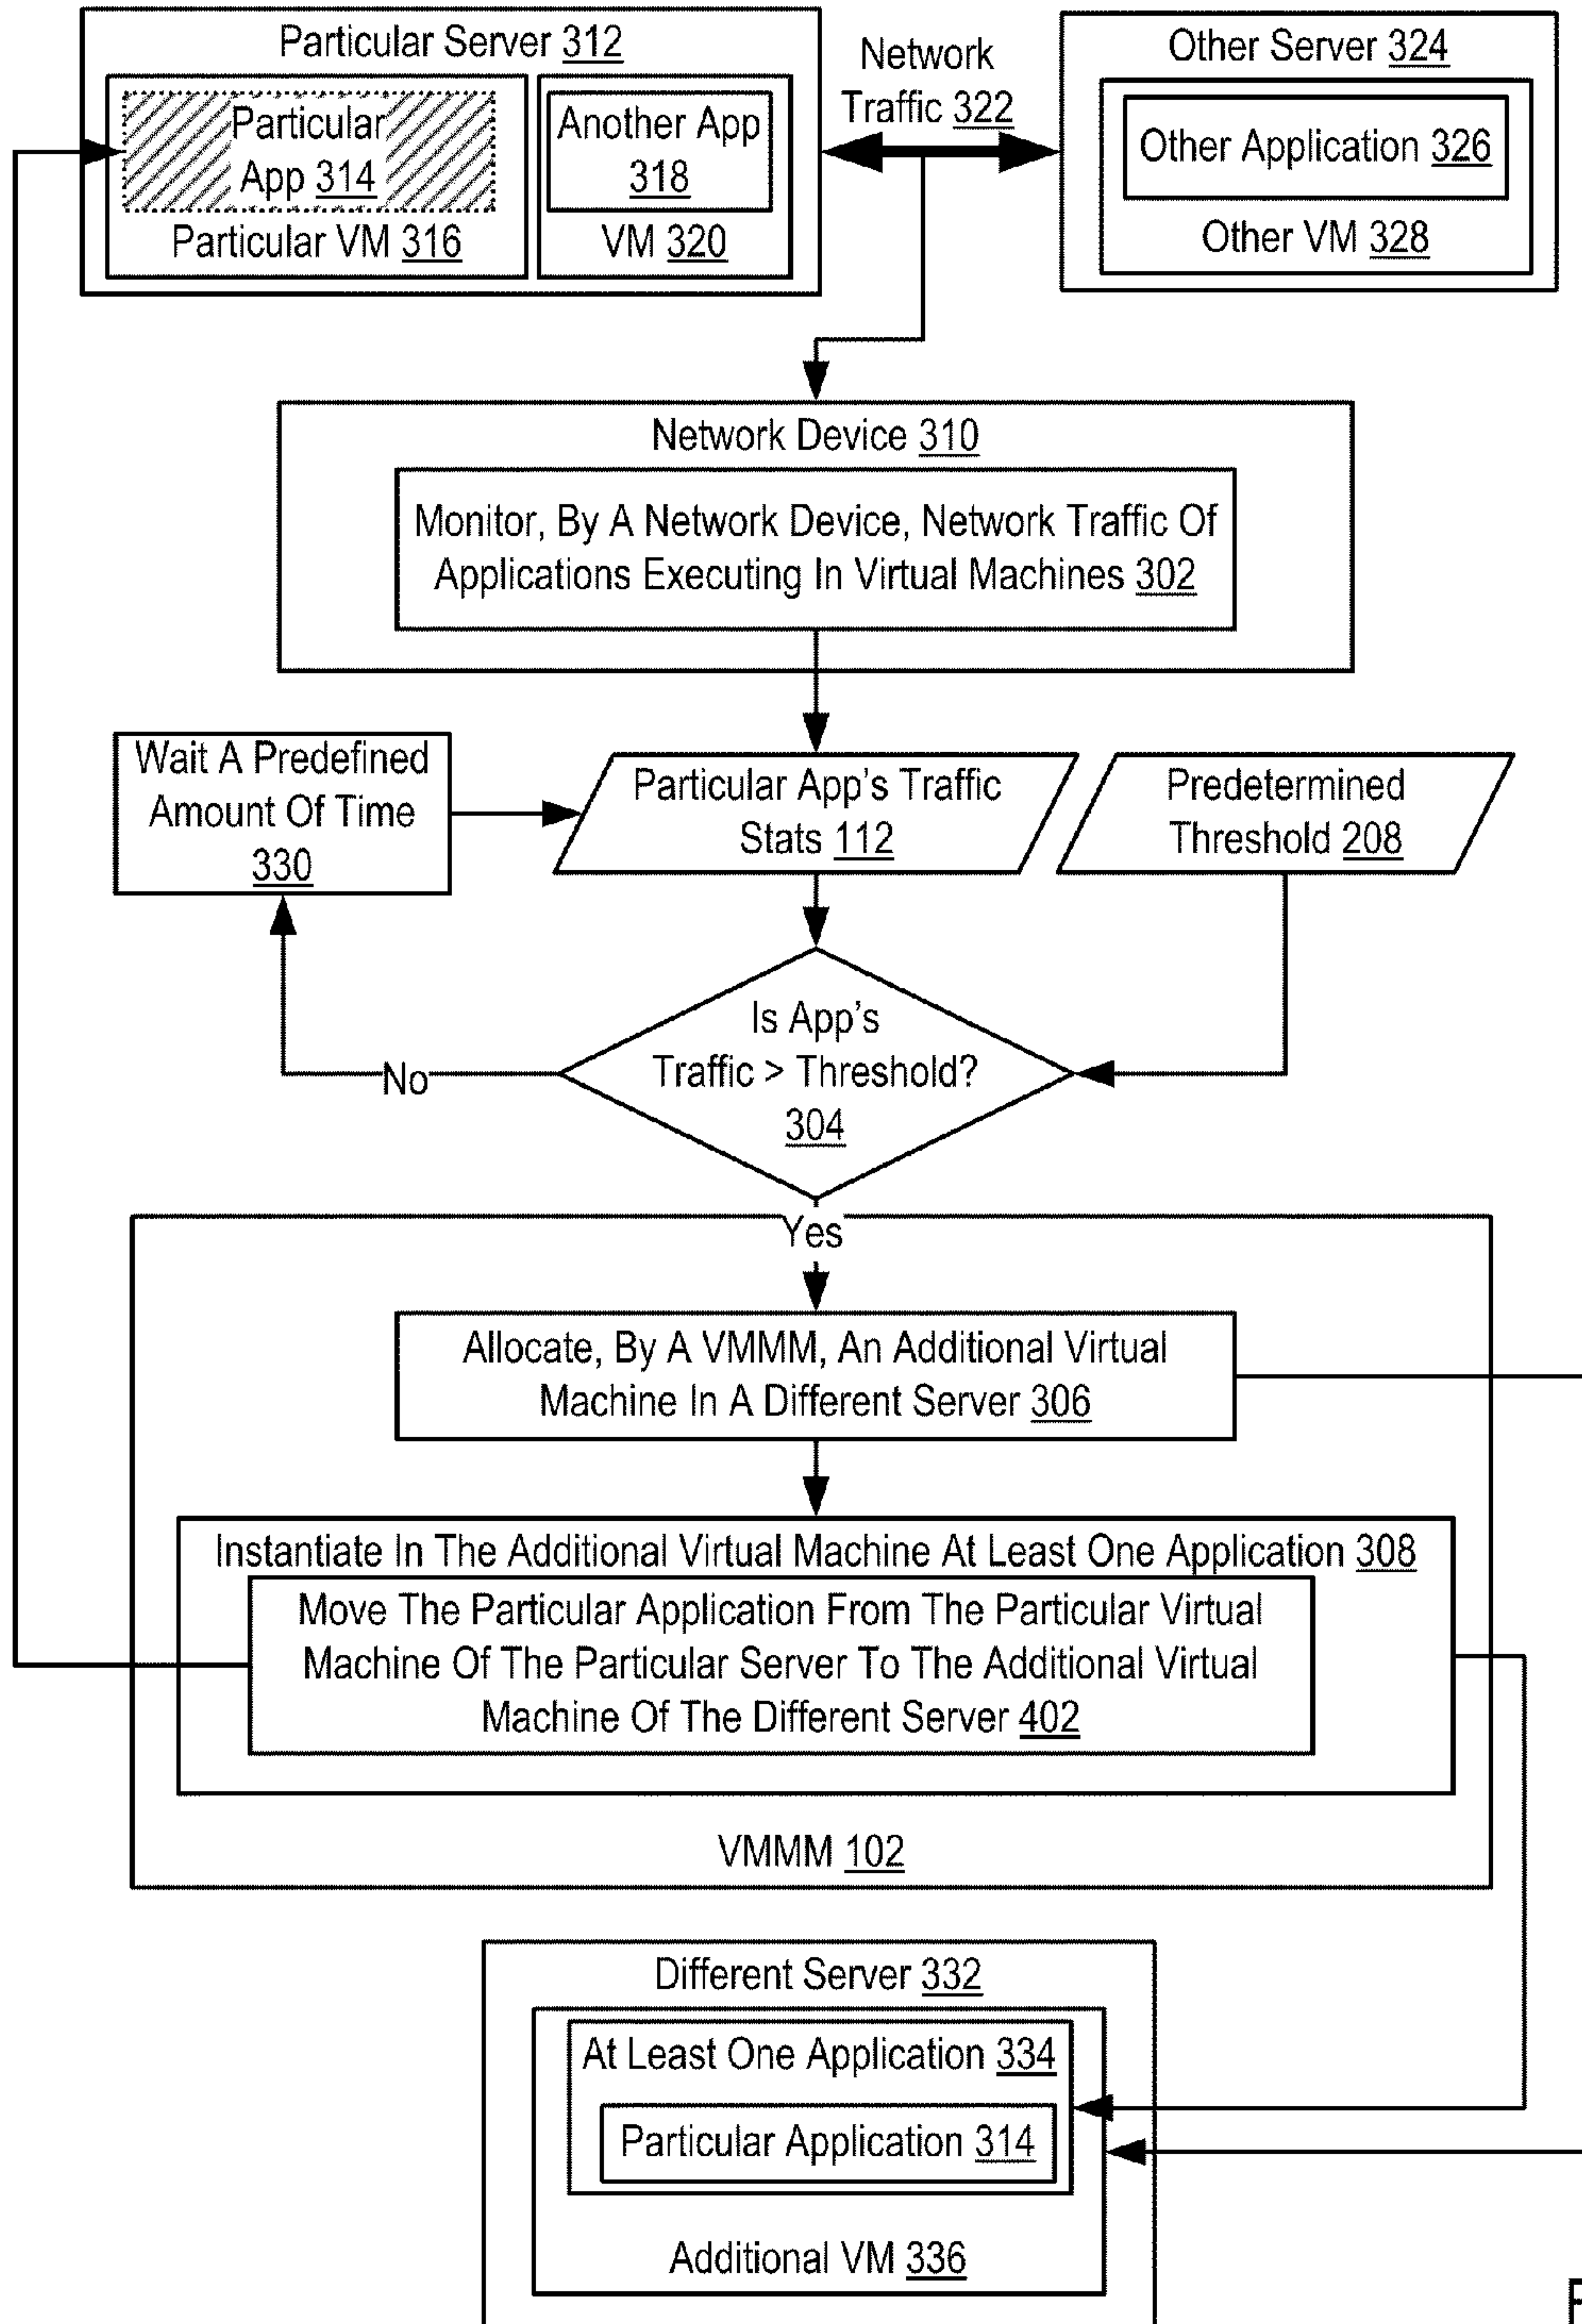 Particular Server 312
Particular
App 314
Particular VM 316
Another App
318
VM 320
Network
Traffic 322
Other Server 324
Other Application 326
Other VM 328
Network Device 310
Monitor, By A Network Device, Network Traffic Of
Applications Executing In Virtual Machines 302
Wait A Predefined
Amount Of Time
330
Particular App's Traffic
Stats 112
Predetermined
Threshold 208
Is App's
Traffic > Threshold?
304
No
Yes
Allocate, By A VMMM, An Additional Virtual
Machine In A Different Server 306
Instantiate In The Additional Virtual Machine At Least One Application 308
Move The Particular Application From The Particular Virtual
Machine Of The Particular Server To The Additional Virtual
Machine Of The Different Server 402
VMMM 102
Different Server 332
At Least One Application 334
Particular Application 314
Additional VM 336